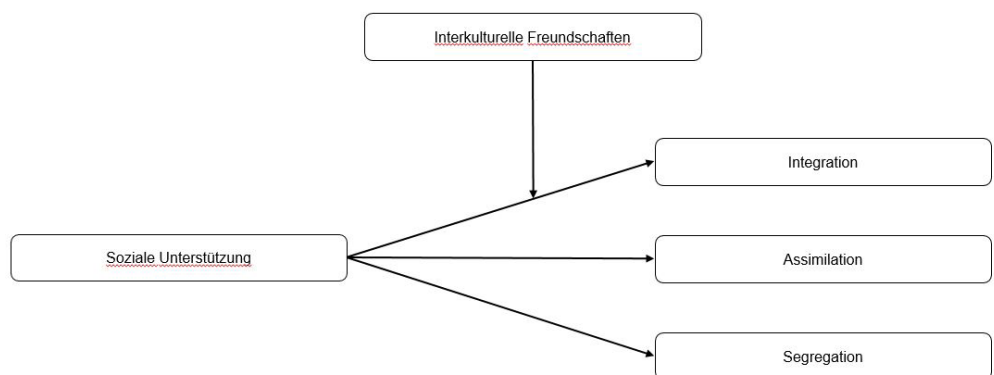 Interkulturelle Freundschaften
Integration
Soziale Unterstützung
Assimilation
Segregation